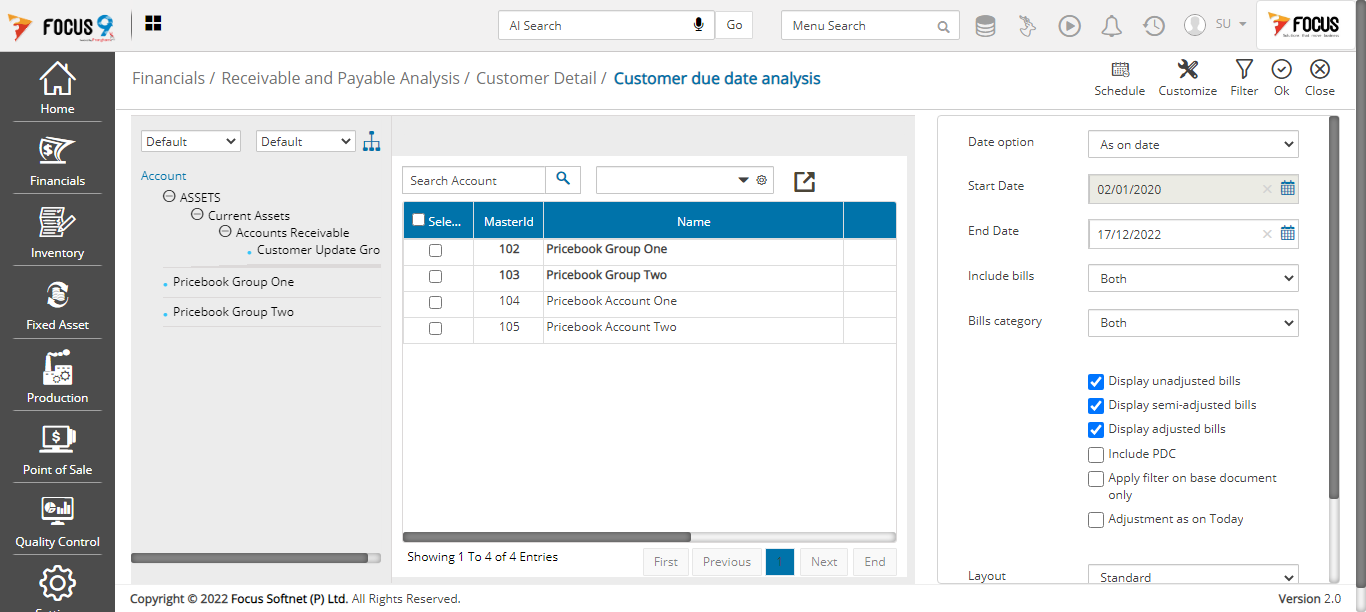 FOCUS 9
AI Search
Go
Menu Search
SU
FOCUS
Home
Financials
Inventory
Fixed Asset
Production
Point of Sale
Quality Control
Financials / Receivable and Payable Analysis / Customer Detail / Customer due date analysis
Schedule
Customize
Filter
Ok
Close
Default
Default
Account
ASSETS
Current Assets
Accounts Receivable
Customer Update Gro
Pricebook Group One
Pricebook Group Two
Search Account
Sele... MasterId Name
102 Pricebook Group One
103 Pricebook Group Two
104 Pricebook Account One
105 Pricebook Account Two
Showing 1 To 4 of 4 Entries
First Previous 1 Next End
Date option As on date
Start Date 02/01/2020
End Date 17/12/2022
Include bills Both
Bills category Both
Display unadjusted bills
Display semi-adjusted bills
Display adjusted bills
Include PDC
Apply filter on base document
only
Adjustment as on Today
Layout Standard
Copyright © 2022 Focus Softnet (P) Ltd. All Rights Reserved.
Version 2.0